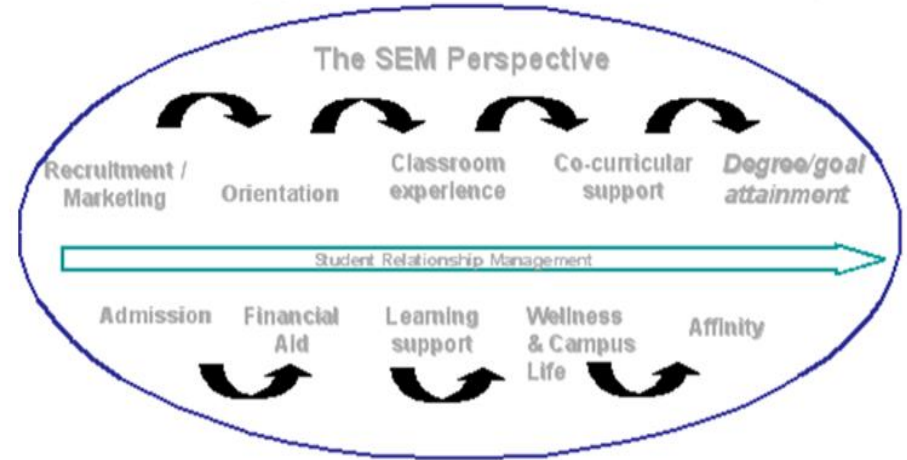 The SEM Perspective
Recruitment /
Marketing
Orientation
Classroom
experience
Co-curricular
support
Degree/goal
attainment
Student Relationship Management
Admission
Financial
Aid
Learning
support
Wellness
& Campus
Life
Affinity